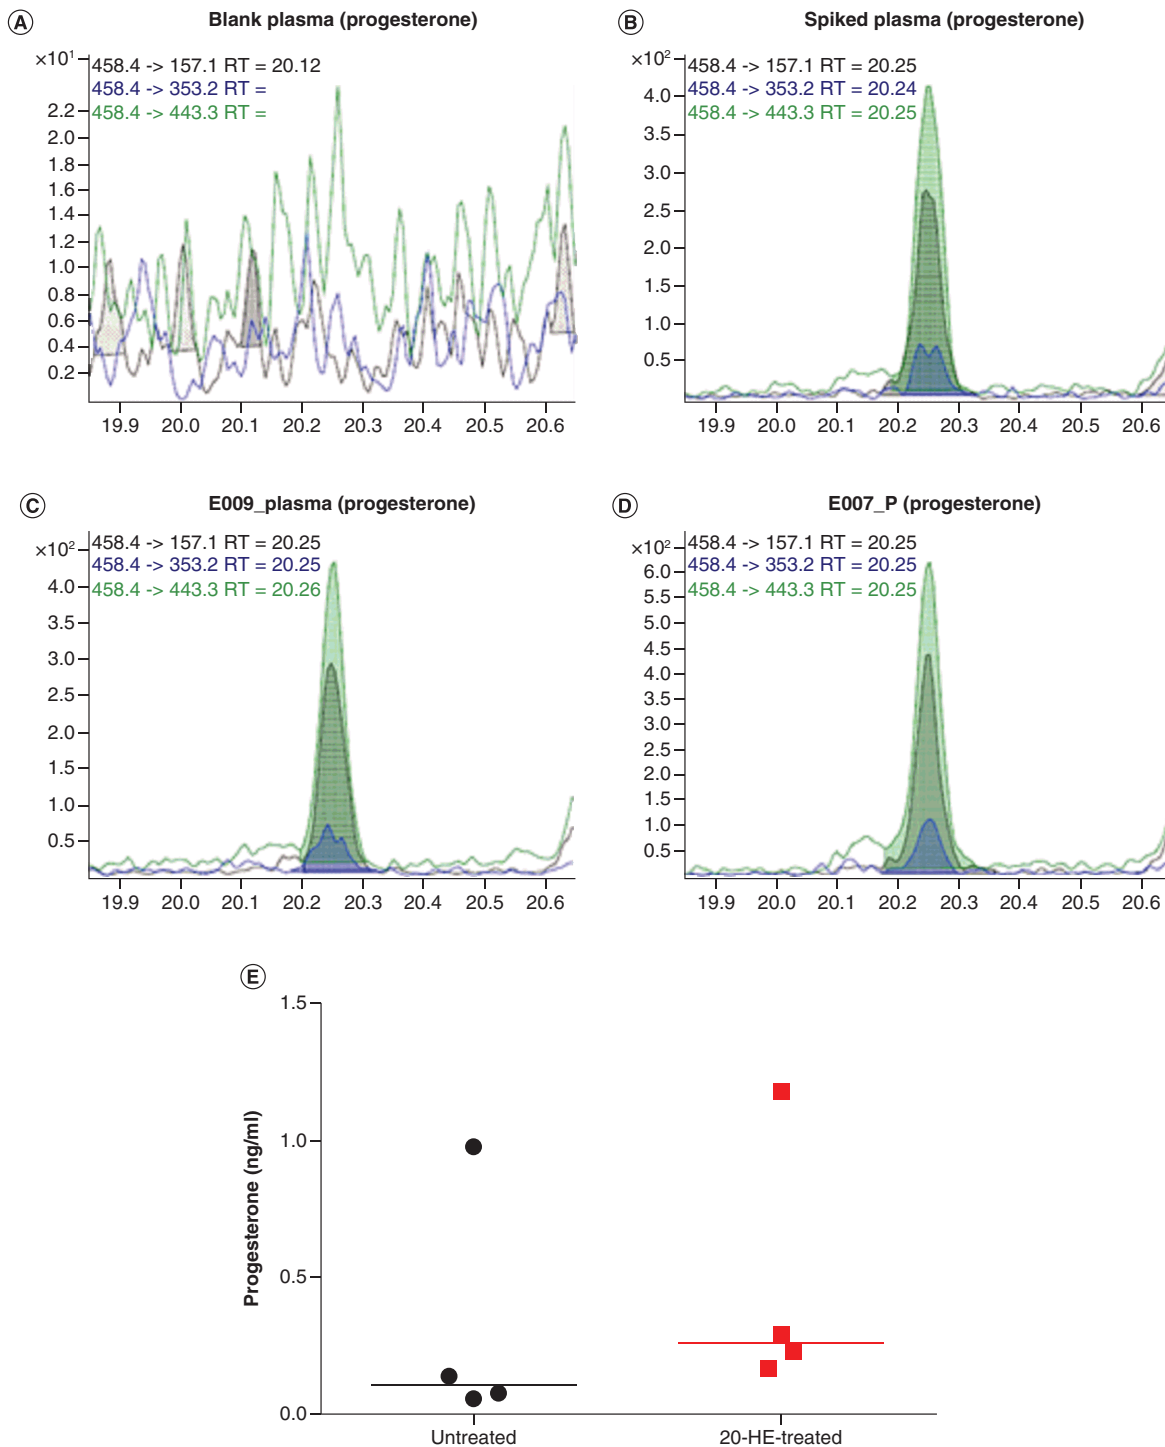 A
Blank plasma (progesterone)
×10¹
458.4 -> 157.1 RT = 20.12
458.4 -> 353.2 RT =
458.4 -> 443.3 RT =
2.2
2.0
1.8
1.6
1.4
1.2
1.0
0.8
0.6
0.4
0.2
19.9 20.0 20.1 20.2 20.3 20.4 20.5 20.6
B
Spiked plasma (progesterone)
×10²
458.4 -> 157.1 RT = 20.25
458.4 -> 353.2 RT = 20.24
458.4 -> 443.3 RT = 20.25
4.0
3.5
3.0
2.5
2.0
1.5
1.0
0.5
19.9 20.0 20.1 20.2 20.3 20.4 20.5 20.6
C
E009_plasma (progesterone)
×10²
458.4 -> 157.1 RT = 20.25
458.4 -> 353.2 RT = 20.25
458.4 -> 443.3 RT = 20.26
4.0
3.5
3.0
2.5
2.0
1.5
1.0
0.5
19.9 20.0 20.1 20.2 20.3 20.4 20.5 20.6
D
E007_P (progesterone)
×10²
458.4 -> 157.1 RT = 20.25
458.4 -> 353.2 RT = 20.25
458.4 -> 443.3 RT = 20.25
6.0
5.5
5.0
4.5
4.0
3.5
3.0
2.5
2.0
1.5
1.0
0.5
19.9 20.0 20.1 20.2 20.3 20.4 20.5 20.6
E
Progesterone (ng/ml)
1.5
1.0
0.5
0.0
Untreated 20-HE-treated